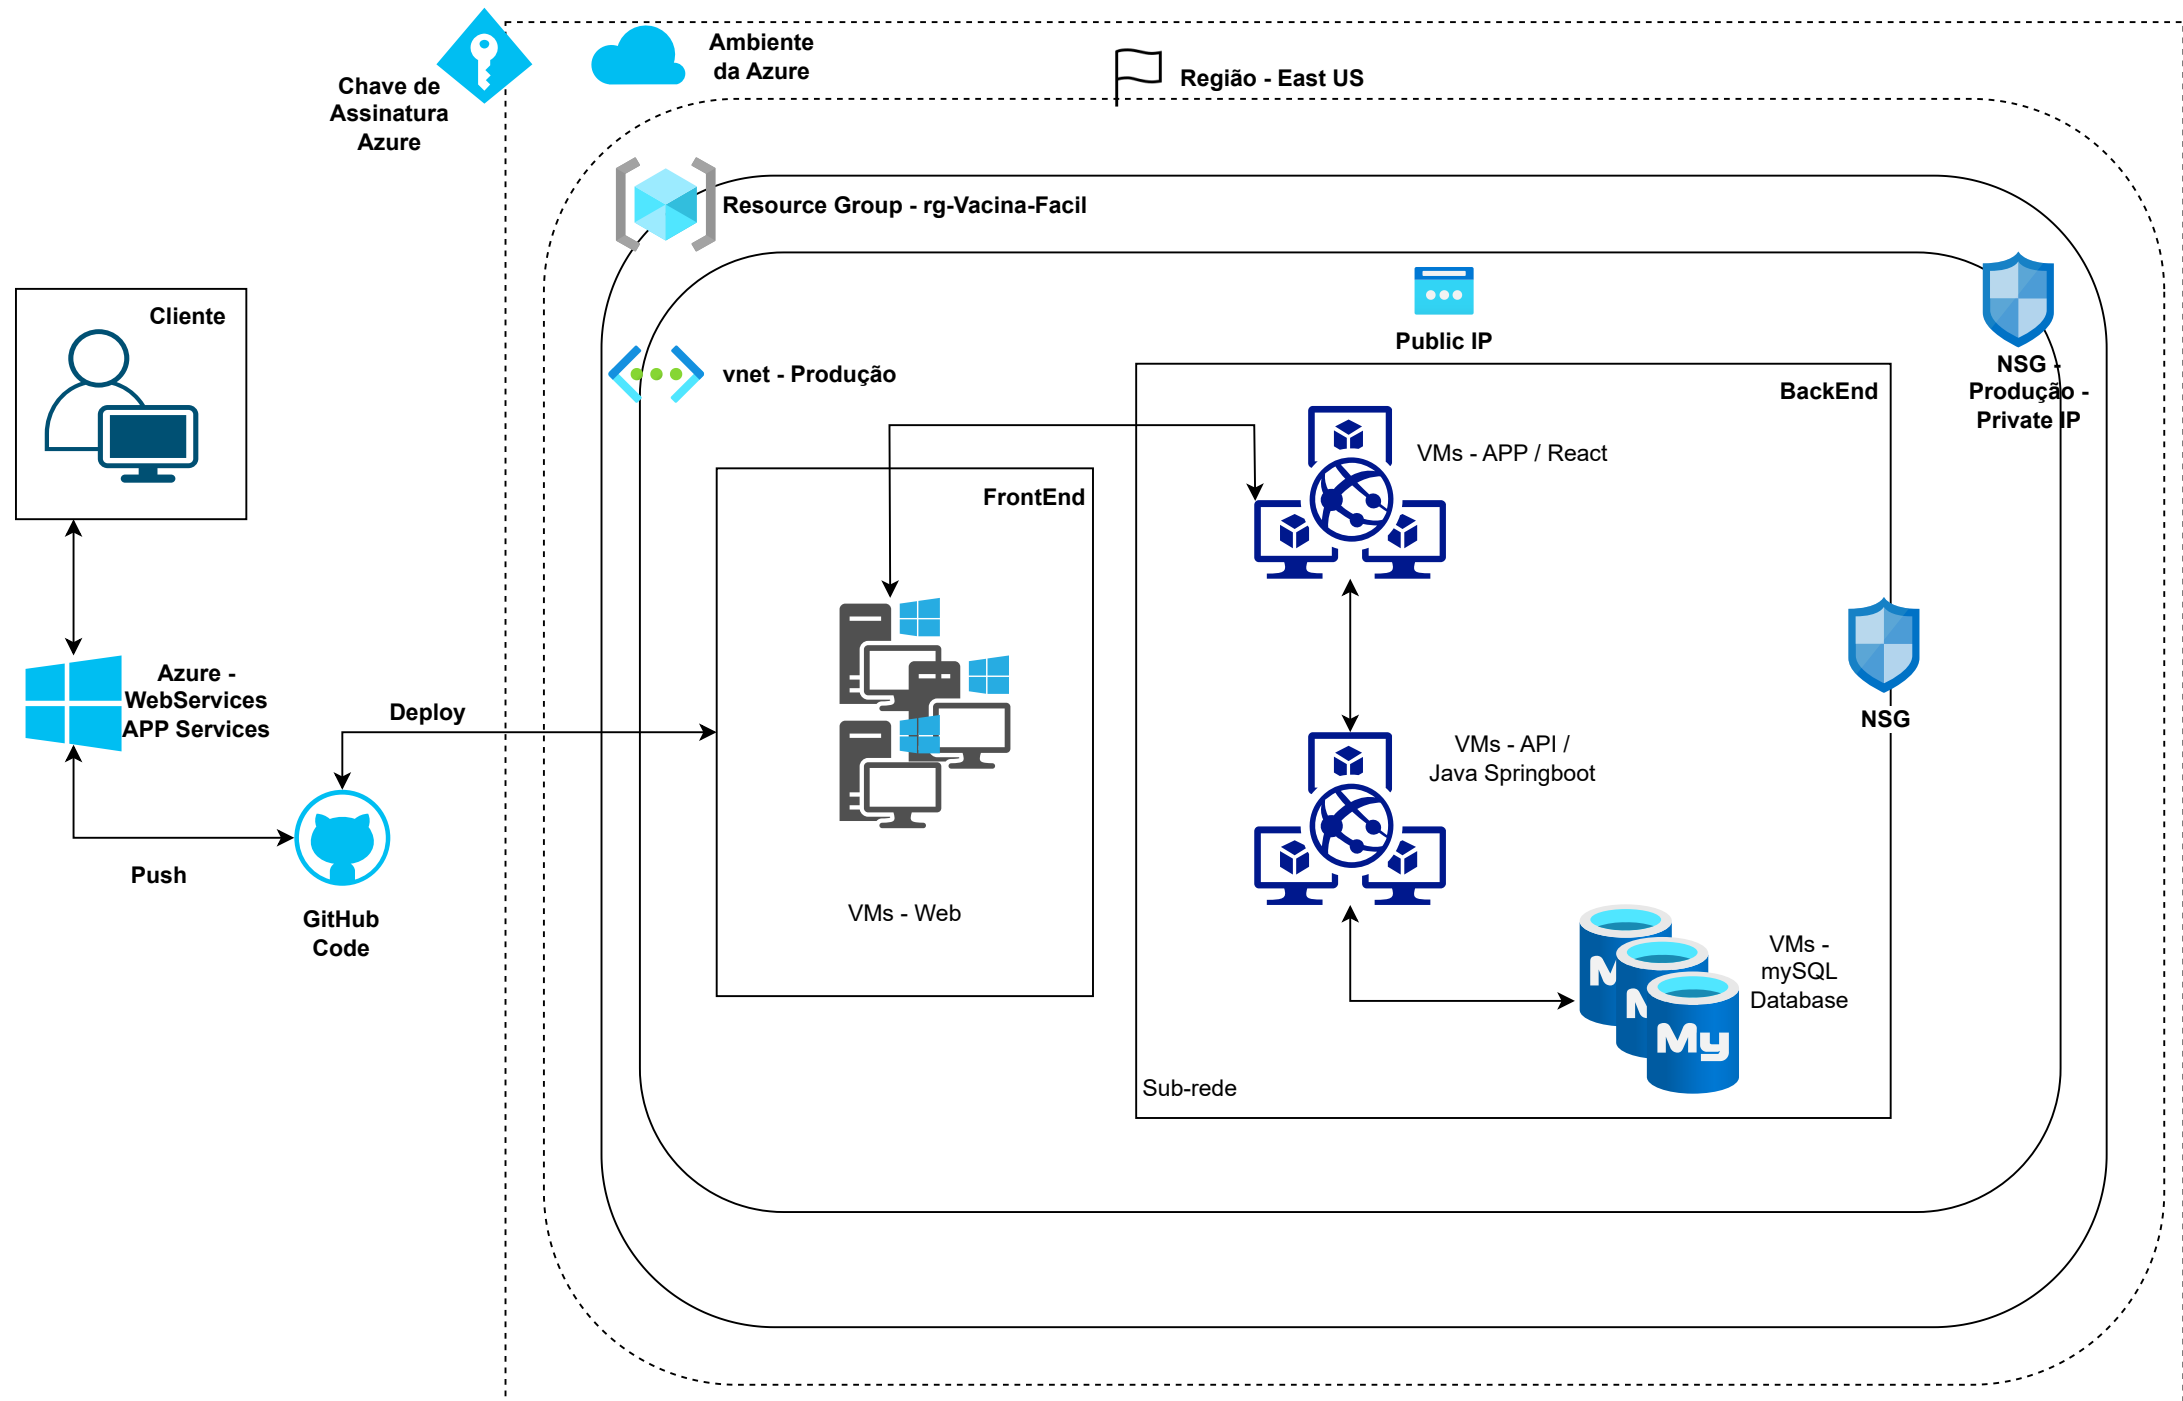 Chave de
Assinatura
Azure
Ambiente
da Azure
Região - East US
Resource Group - rg-Vacina-Facil
Cliente
Public IP
vnet - Produção
NSG -
Produção -
Private IP
BackEnd
VMs - APP / React
FrontEnd
Azure -
WebServices
APP Services
Deploy
NSG
VMs - API /
Java Springboot
Push
GitHub
Code
VMs - Web
VMs -
mySQL
Database
M
M
My
Sub-rede